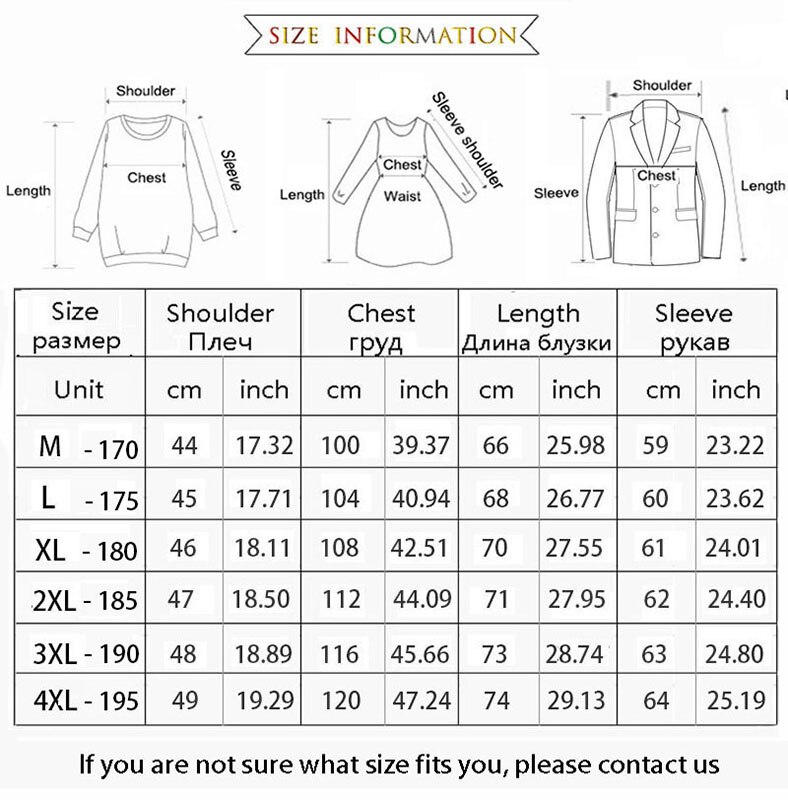 SIZE INFORMATION
Shoulder
Chest
Length
Sleeve
Sleeve shoulder
Chest
Waist
Length
Shoulder
Chest
Sleeve
Length
L
Size Shoulder Chest Length Sleeve
размер Плеч груд Длина блузки рукав
Unit cm inch cm inch cm inch cm inch
M - 170 44 17.32 100 39.37 66 25.98 59 23.22
L - 175 45 17.71 104 40.94 68 26.77 60 23.62
XL - 180 46 18.11 108 42.51 70 27.55 61 24.01
2XL - 185 47 18.50 112 44.09 71 27.95 62 24.40
3XL - 190 48 18.89 116 45.66 73 28.74 63 24.80
4XL - 195 49 19.29 120 47.24 74 29.13 64 25.19
If you are not sure what size fits you, please contact us